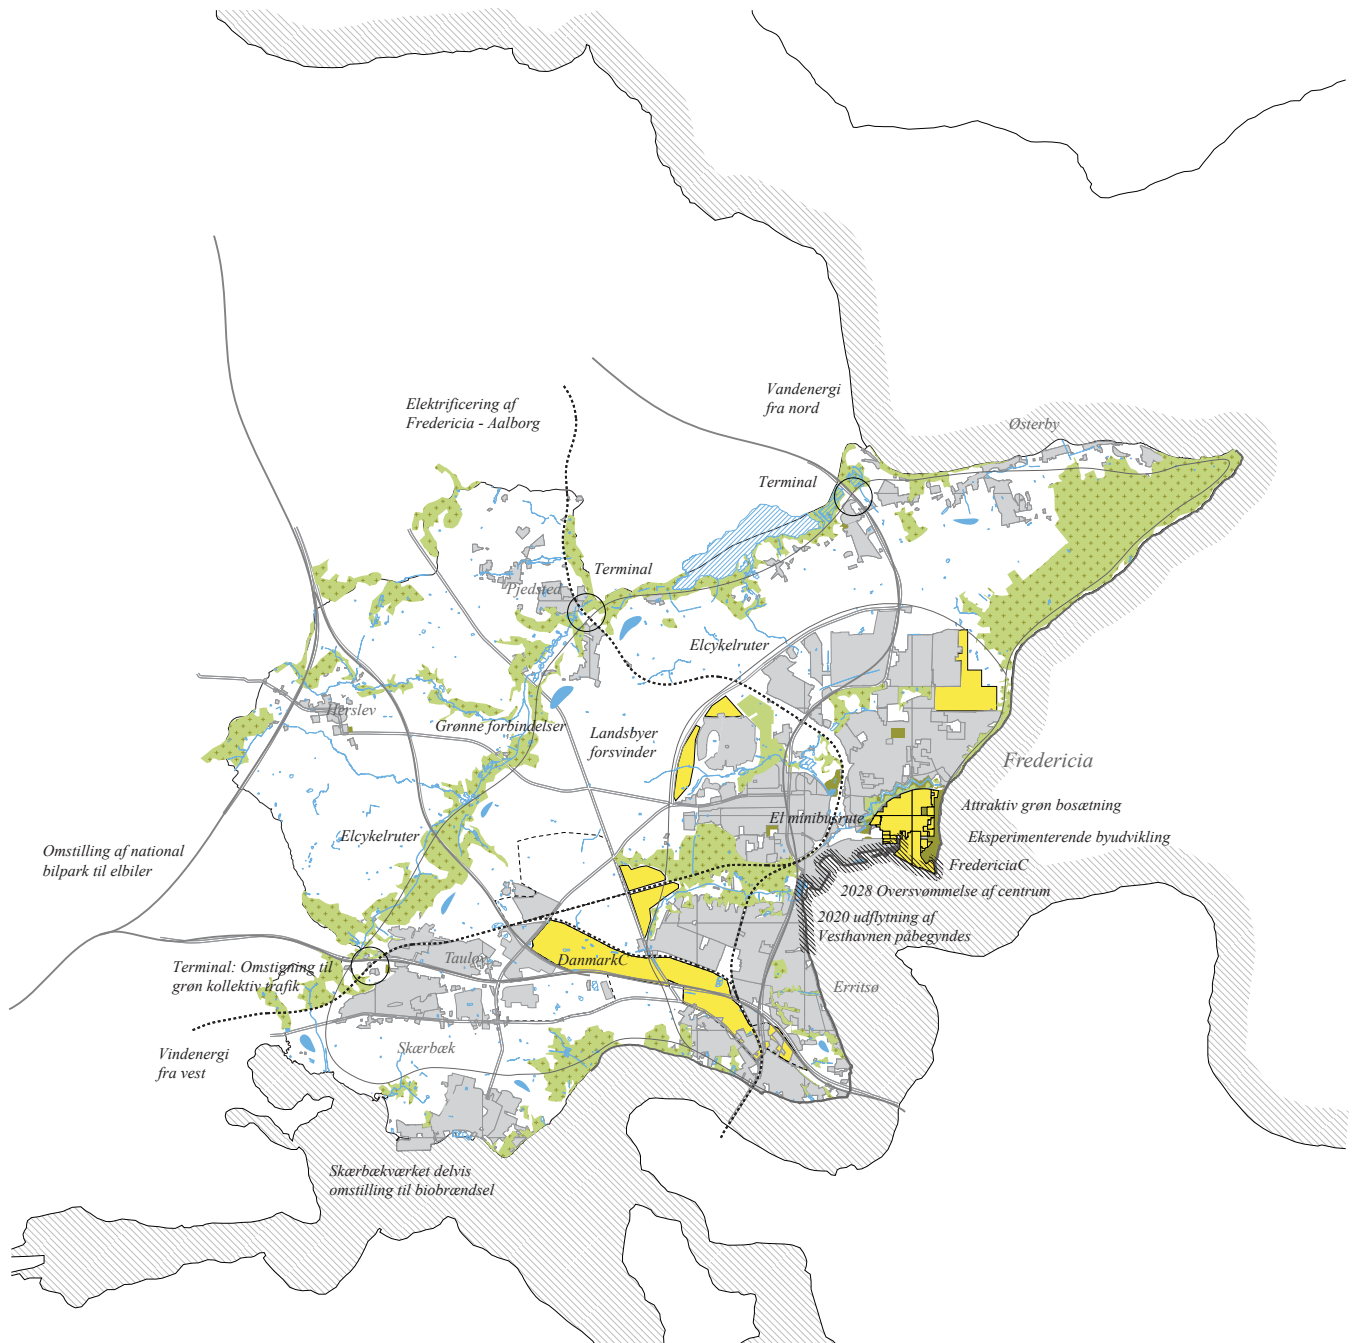 Vandenergi
fra nord
Elektrificering af
Fredericia - Aalborg
Østerby
Terminal
Terminal
Pjedsted
Elcykelruter
Herslev
Grønne forbindelser
Landsbyer
forsvinder
Fredericia
Attraktiv grøn bosætning
El minibusrute
Elcykelruter
Eksperimenterende byudvikling
Omstilling af national
bilpark til elbiler
FredericiaC
2028 Oversvømmelse af centrum
2020 udflytning af
Vesthavnen påbegyndes
Taulov
DanmarkC
Terminal: Omstigning til
grøn kollektiv trafik
Erritsø
Skærbæk
Vindenergi
fra vest
Skærbækværket delvis
omstilling til biobrændsel